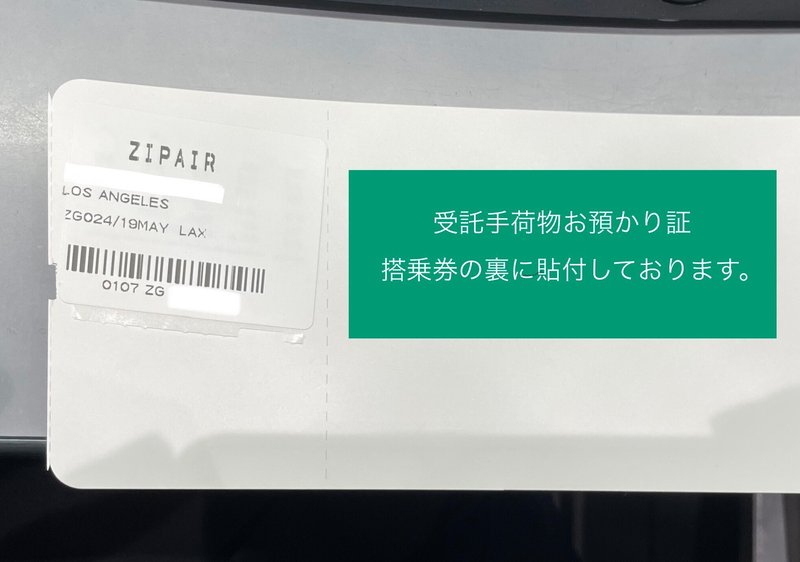 ZIPAIR
LOS ANGELES
ZG024/19MAY LAX
0107 ZG
受託手荷物お預かり証
搭乗券の裏に貼付しております。